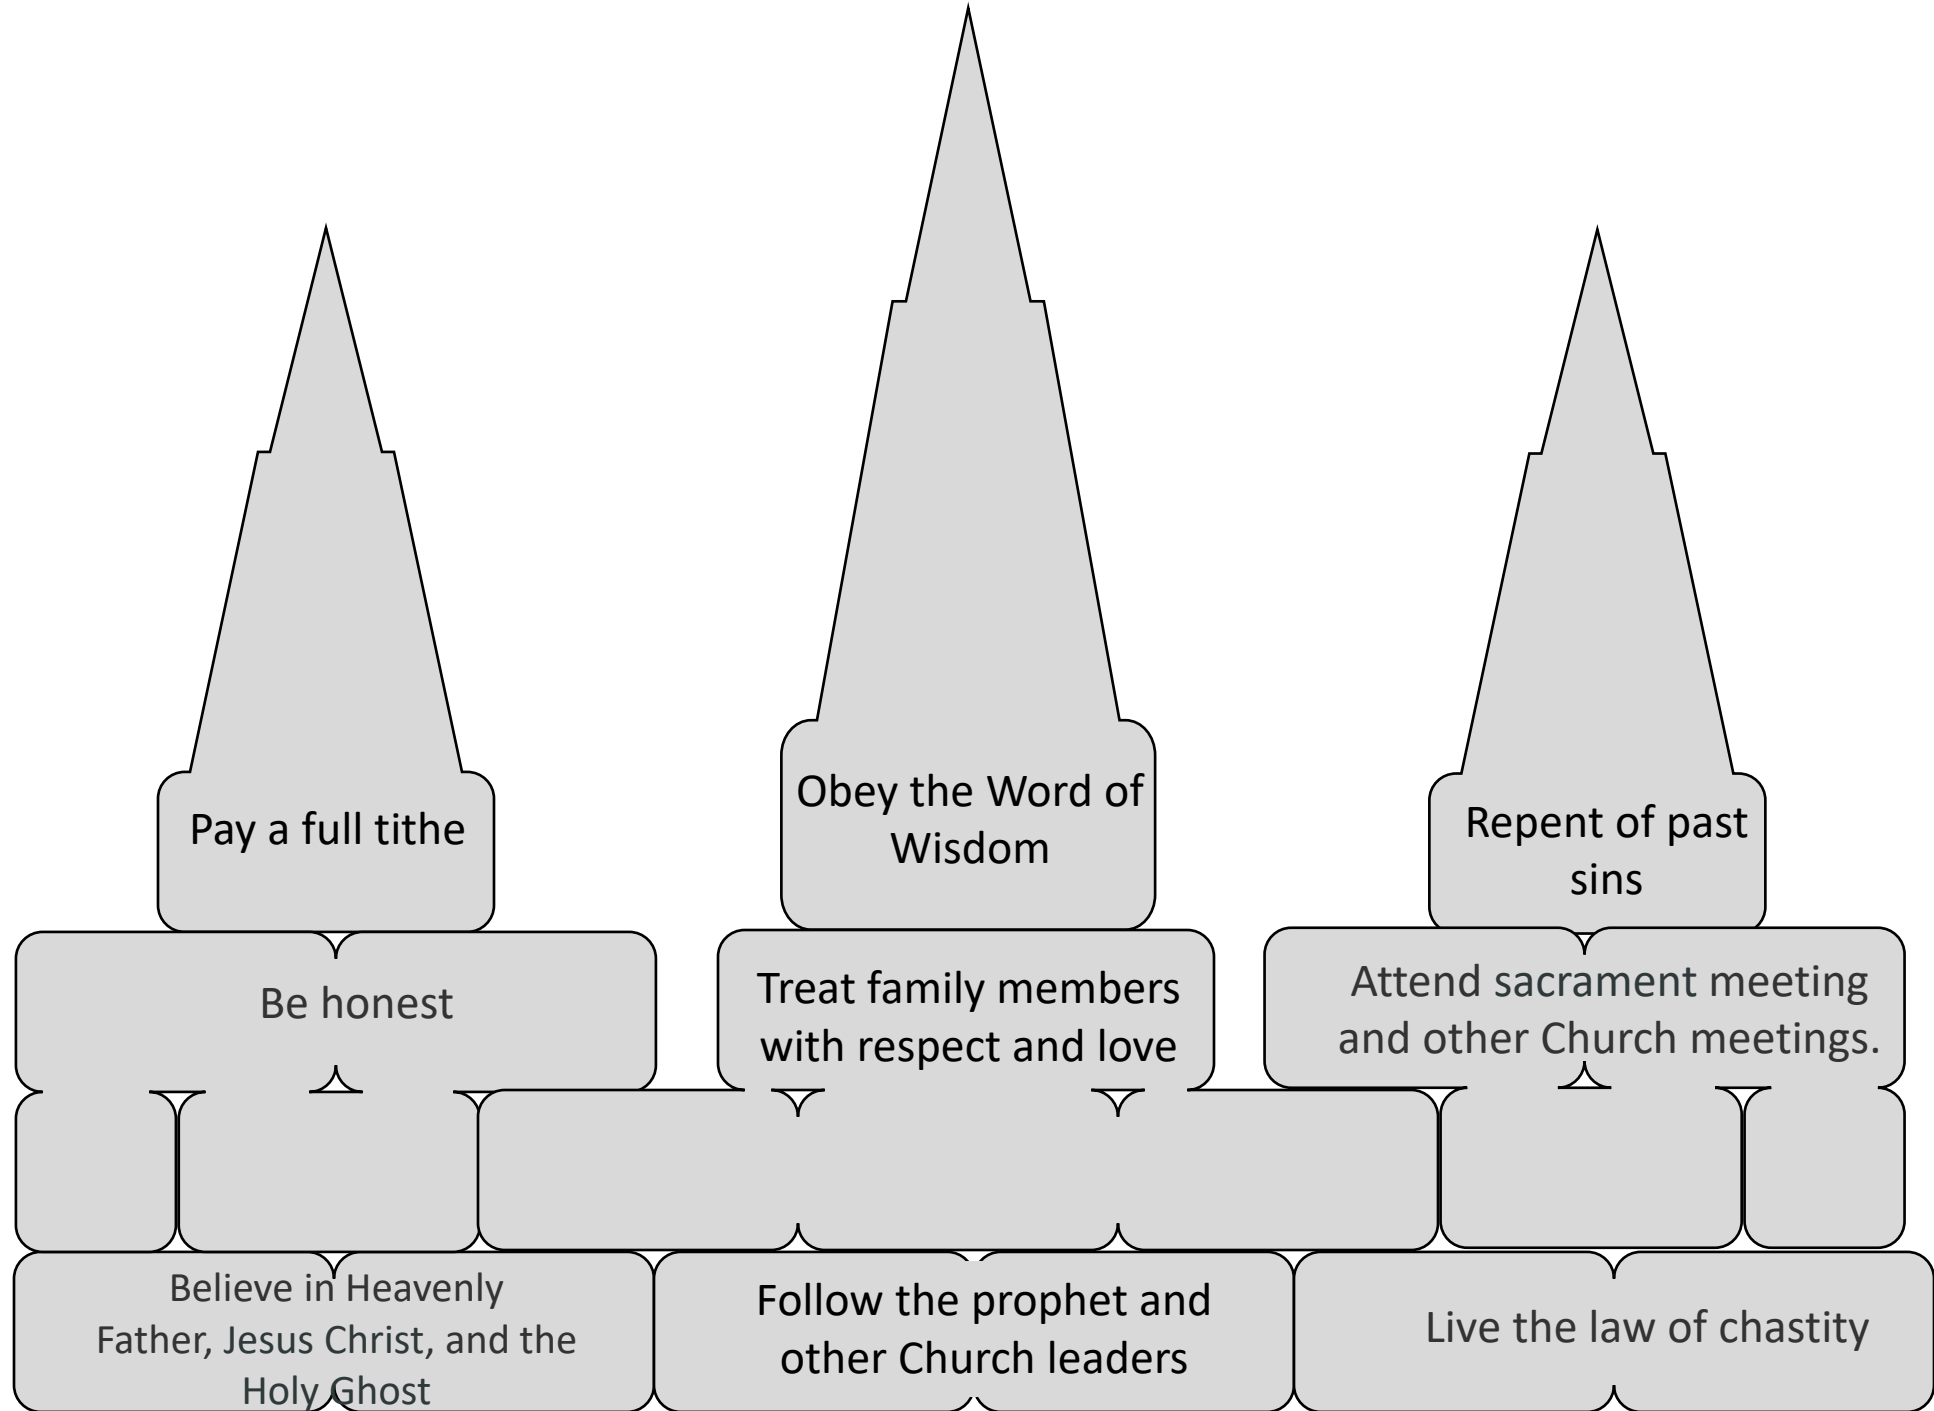 Pay a full tithe
Obey the Word of
Wisdom
Repent of past
sins
Be honest
Treat family members
with respect and love
Attend sacrament meeting
and other Church meetings.
Believe in Heavenly
Father, Jesus Christ, and the
Holy Ghost
Follow the prophet and
other Church leaders
Live the law of chastity